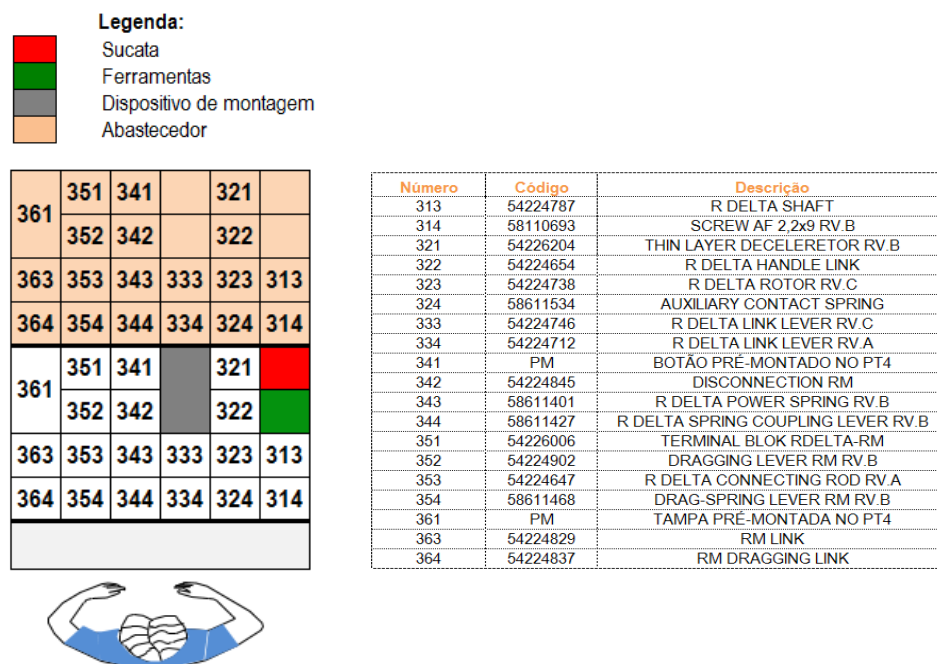 Legenda:
Sucata
Ferramentas
Dispositivo de montagem
Abastecedor
361 351 341 321
352 342 322
363 353 343 333 323 313
364 354 344 334 324 314
361 351 341 321
352 342 322
363 353 343 333 323 313
364 354 344 334 324 314
Número Código Descrição
313 54224787 R DELTA SHAFT
314 58110693 SCREW AF 2,2x9 RV.B
321 54226204 THIN LAYER DECELERETOR RV.B
322 54224654 R DELTA HANDLE LINK
323 54224738 R DELTA ROTOR RV.C
324 58611534 AUXILIARY CONTACT SPRING
333 54224746 R DELTA LINK LEVER RV.C
334 54224712 R DELTA LINK LEVER RV.A
341 PM BOTÃO PRÉ-MONTADO NO PT4
342 54224845 DISCONNECTION RM
343 58611401 R DELTA POWER SPRING RV.B
344 58611427 R DELTA SPRING COUPLING LEVER RV.B
351 54226006 TERMINAL BLOK RDELTA-RM
352 54224902 DRAGGING LEVER RM RV.B
353 54224647 R DELTA CONNECTING ROD RV.A
354 58611468 DRAG-SPRING LEVER RM RV.B
361 PM TAMPA PRÉ-MONTADA NO PT4
363 54224829 RM LINK
364 54224837 RM DRAGGING LINK